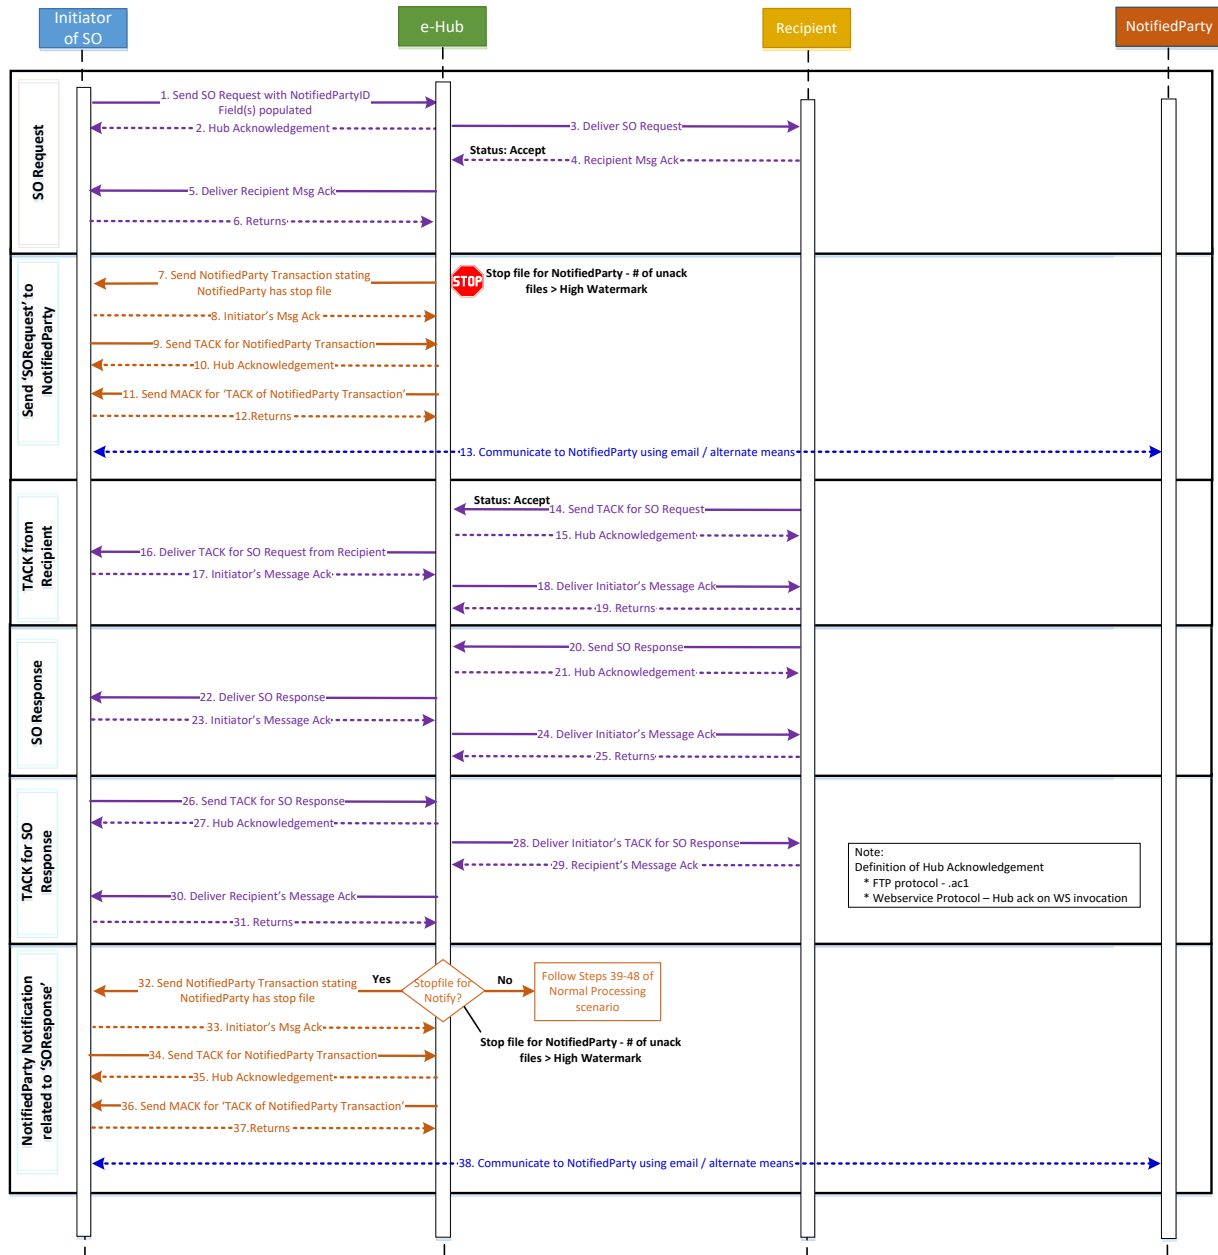 Initiator
of SO
e-Hub
Recipient
NotifiedParty
SO Request
1. Send SO Request with NotifiedPartyID
Field(s) populated
2. Hub Acknowledgement
3. Deliver SO Request
Status: Accept
4. Recipient Msg Ack
5. Deliver Recipient Msg Ack
6. Returns
Send ‘SORequest’ to
NotifiedParty
7. Send NotifiedParty Transaction stating
NotifiedParty has stop file
STOP
Stop file for NotifiedParty - # of unack
files > High Watermark
8. Initiator’s Msg Ack
9. Send TACK for NotifiedParty Transaction
10. Hub Acknowledgement
11. Send MACK for ‘TACK of NotifiedParty Transaction’
12.Returns
13. Communicate to NotifiedParty using email / alternate means
TACK from
Recipient
Status: Accept
14. Send TACK for SO Request
15. Hub Acknowledgement
16. Deliver TACK for SO Request from Recipient
17. Initiator’s Message Ack
18. Deliver Initiator’s Message Ack
19. Returns
SO Response
20. Send SO Response
21. Hub Acknowledgement
22. Deliver SO Response
23. Initiator’s Message Ack
24. Deliver Initiator’s Message Ack
25. Returns
TACK for SO
Response
26. Send TACK for SO Response
27. Hub Acknowledgement
28. Deliver Initiator’s TACK for SO Response
29. Recipient’s Message Ack
30. Deliver Recipient’s Message Ack
31. Returns
Note:
Definition of Hub Acknowledgement
* FTP protocol - .ac1
* Webservice Protocol – Hub ack on WS invocation
NotifiedParty Notification
related to ‘SOResponse’
32. Send NotifiedParty Transaction stating
NotifiedParty has stop file
Yes
Stopfile for
Notify?
No
Follow Steps 39-48 of
Normal Processing
scenario
33. Initiator’s Msg Ack
Stop file for NotifiedParty - # of unack
files > High Watermark
34. Send TACK for NotifiedParty Transaction
35. Hub Acknowledgement
36. Send MACK for ‘TACK of NotifiedParty Transaction’
37.Returns
38. Communicate to NotifiedParty using email / alternate means